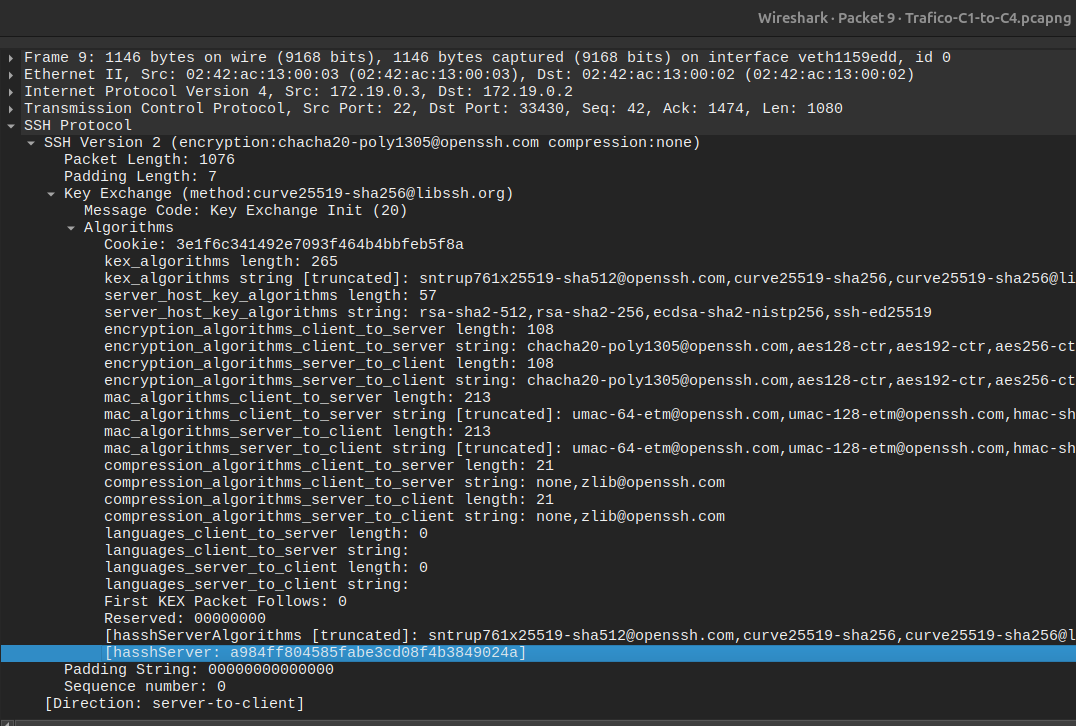 Wireshark · Packet 9 · Trafico-C1-to-C4.pcapng
Frame 9: 1146 bytes on wire (9168 bits), 1146 bytes captured (9168 bits) on interface veth1159edd, id 0
Ethernet II, Src: 02:42:ac:13:00:03 (02:42:ac:13:00:03), Dst: 02:42:ac:13:00:02 (02:42:ac:13:00:02)
Internet Protocol Version 4, Src: 172.19.0.3, Dst: 172.19.0.2
Transmission Control Protocol, Src Port: 22, Dst Port: 33430, Seq: 42, Ack: 1474, Len: 1080
SSH Protocol
SSH Version 2 (encryption:chacha20-poly1305@openssh.com compression:none)
Packet Length: 1076
Padding Length: 7
Key Exchange (method:curve25519-sha256@libssh.org)
Message Code: Key Exchange Init (20)
Algorithms
Cookie: 3e1f6c341492e7093f464b4bbfeb5f8a
kex_algorithms length: 265
kex_algorithms string [truncated]: sntrup761x25519-sha512@openssh.com,curve25519-sha256,curve25519-sha256@li
server_host_key_algorithms length: 57
server_host_key_algorithms string: rsa-sha2-512,rsa-sha2-256,ecdsa-sha2-nistp256,ssh-ed25519
encryption_algorithms_client_to_server length: 108
encryption_algorithms_client_to_server string: chacha20-poly1305@openssh.com,aes128-ctr,aes192-ctr,aes256-ct
encryption_algorithms_server_to_client length: 108
encryption_algorithms_server_to_client string: chacha20-poly1305@openssh.com,aes128-ctr,aes192-ctr,aes256-ct
mac_algorithms_client_to_server length: 213
mac_algorithms_client_to_server string [truncated]: umac-64-etm@openssh.com,umac-128-etm@openssh.com,hmac-sh
mac_algorithms_server_to_client length: 213
mac_algorithms_server_to_client string [truncated]: umac-64-etm@openssh.com,umac-128-etm@openssh.com,hmac-sh
compression_algorithms_client_to_server length: 21
compression_algorithms_client_to_server string: none,zlib@openssh.com
compression_algorithms_server_to_client length: 21
compression_algorithms_server_to_client string: none,zlib@openssh.com
languages_client_to_server length: 0
languages_client_to_server string:
languages_server_to_client length: 0
languages_server_to_client string:
First KEX Packet Follows: 0
Reserved: 00000000
[hasshServerAlgorithms [truncated]: sntrup761x25519-sha512@openssh.com,curve25519-sha256,curve25519-sha256@l
[hasshServer: a984ff804585fabe3cd08f4b3849024a]
Padding String: 00000000000000
Sequence number: 0
[Direction: server-to-client]